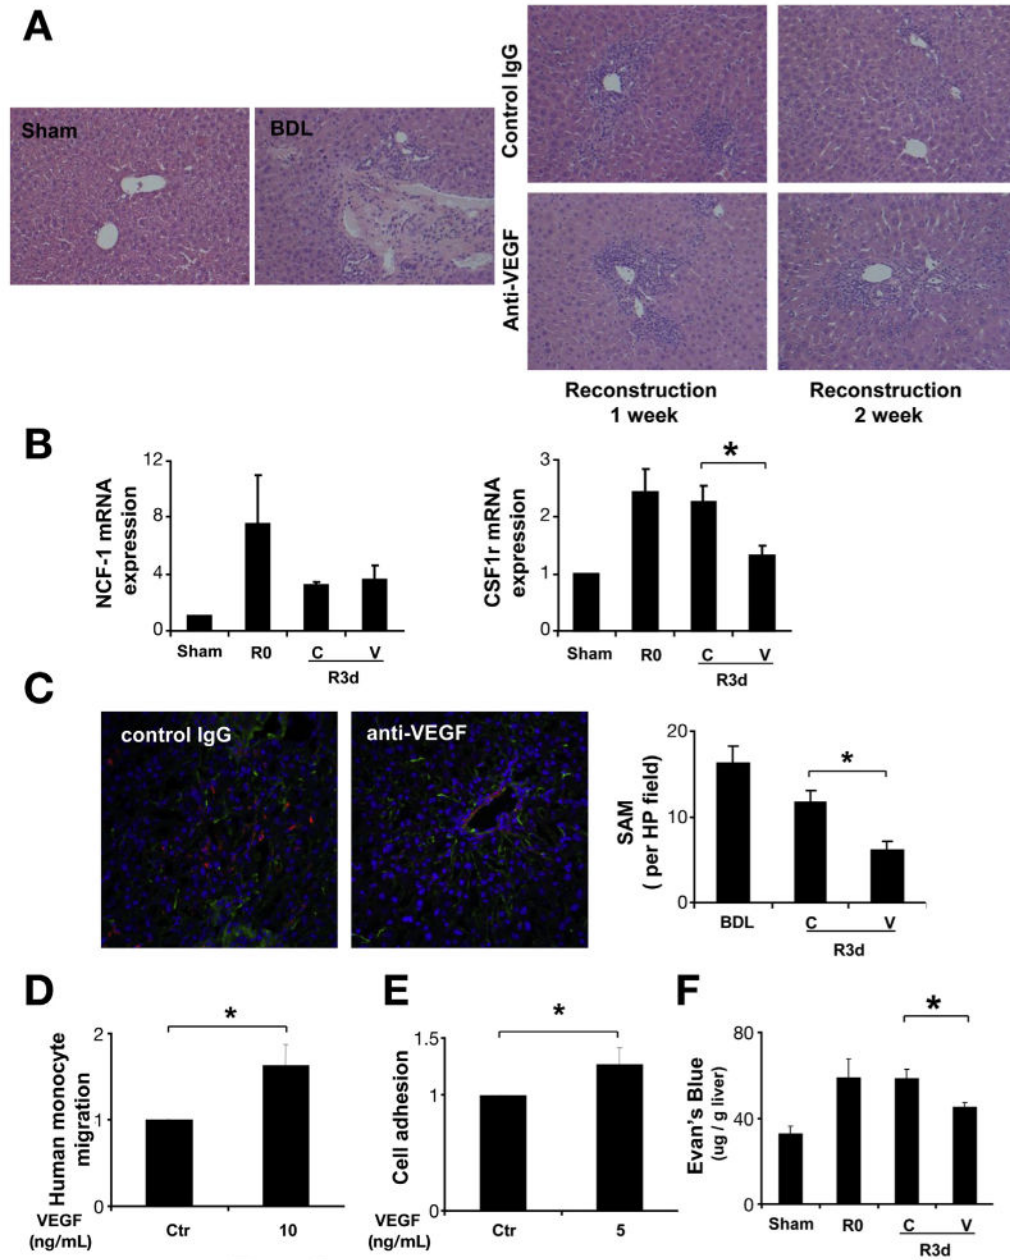 A
Sham
BDL
Control IgG
Anti-VEGF
Reconstruction
1 week
Reconstruction
2 week
B
NCF-1 mRNA
expression
12
8
4
0
Sham
R0
C
V
R3d
CSF1r mRNA
expression
3
2
1
0
*
Sham
R0
C
V
R3d
C
control IgG
anti-VEGF
SAM
( per HP field)
20
10
0
*
BDL
C
V
R3d
D
Human monocyte
migration
2
1
0
*
VEGF
(ng/mL)
Ctr
10
E
Cell adhesion
1.5
1
0
*
VEGF
(ng/mL)
Ctr
5
F
Evan's Blue
(ug / g liver)
80
40
0
*
Sham
R0
C
V
R3d